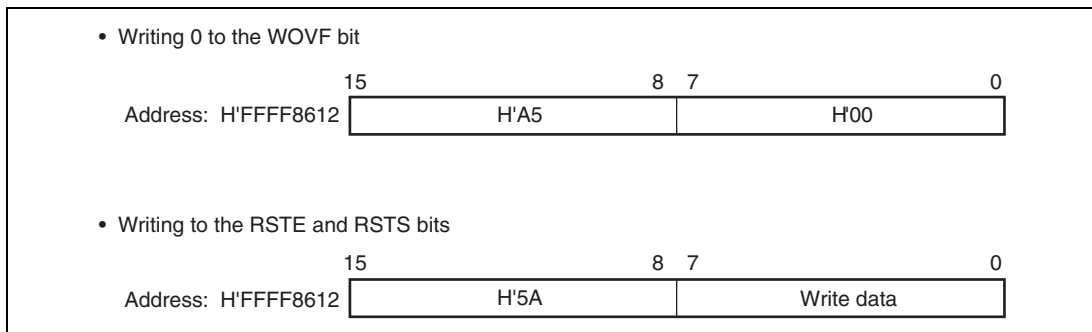 • Writing 0 to the WOVF bit
15 8 7 0
Address: H'FFFF8612 H'A5 H'00
• Writing to the RSTE and RSTS bits
15 8 7 0
Address: H'FFFF8612 H'5A Write data